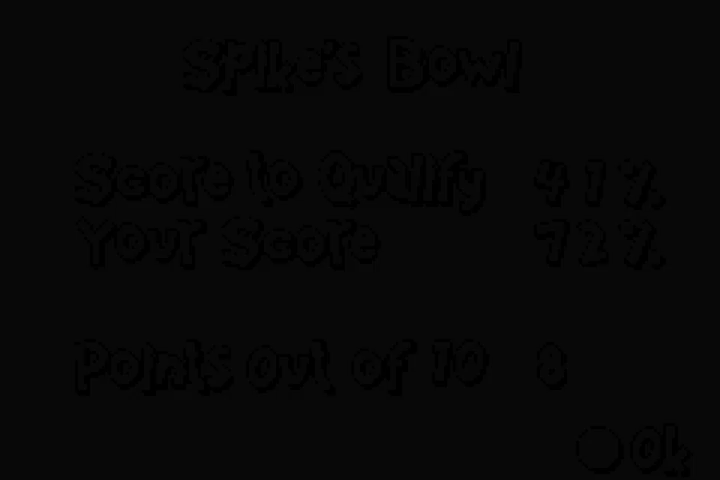 Spike's Bowl
Score to Qualify 41%
Your Score 72%
Points Out of 10 8
Ok